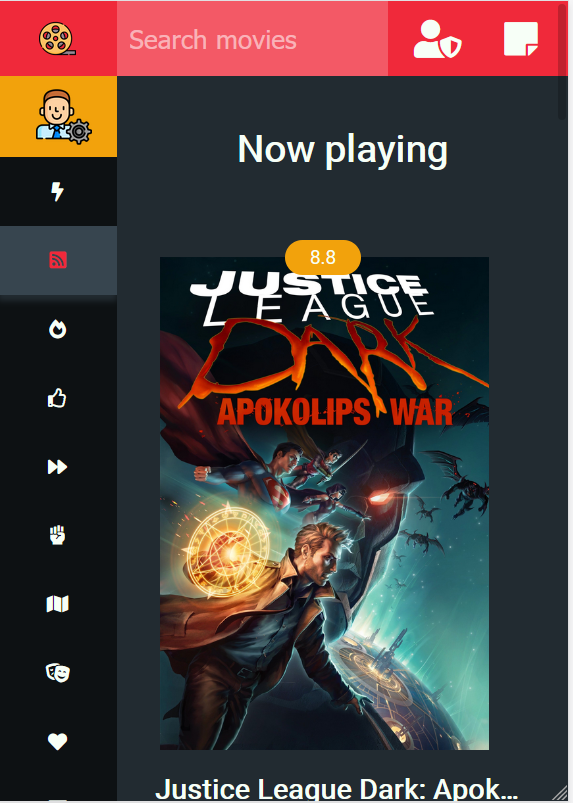 Search movies
Now playing
8.8
JUSTICE
LEAGUE
DARK
APOKOLIPS WAR
Justice League Dark: Apok...